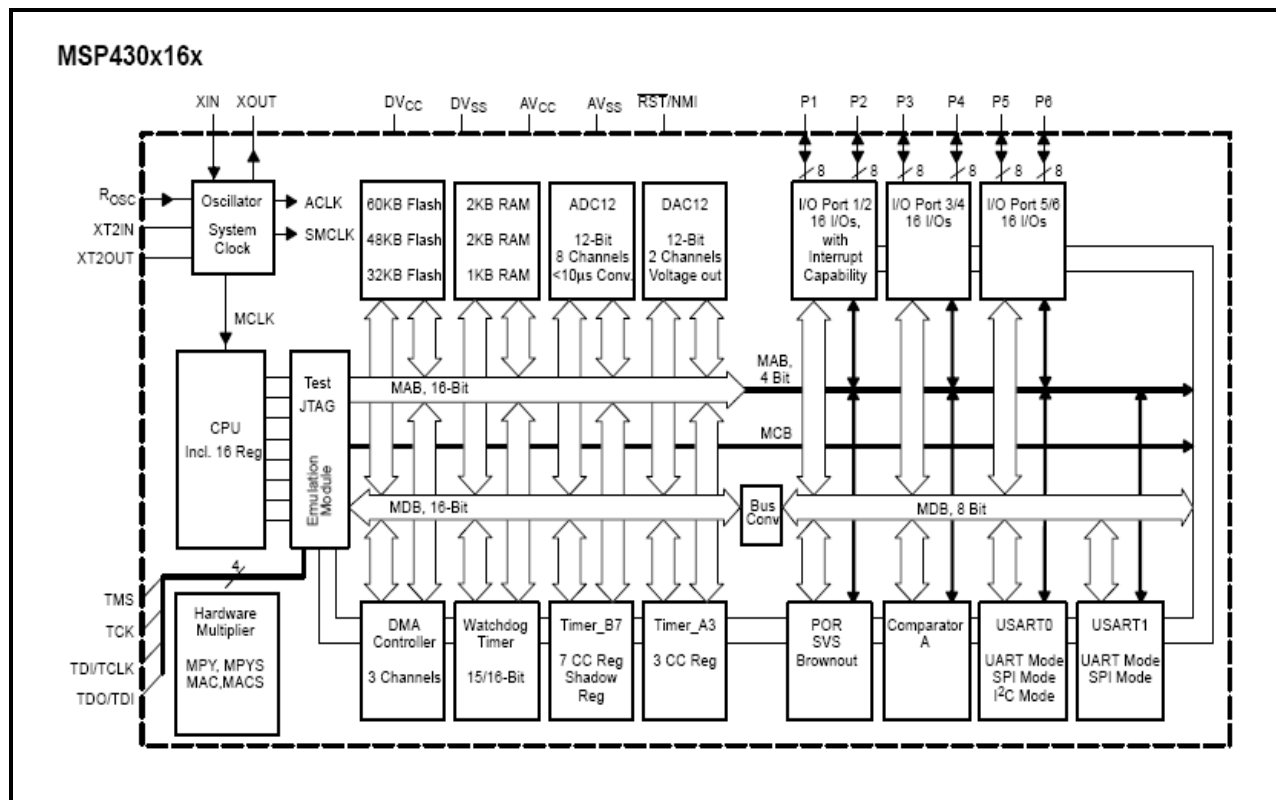 MSP430x16x
XIN XOUT DVCC DVSS AVCC AVSS RST/NMI P1 P2 P3 P4 P5 P6
8 8 8 8 8 8
ROSC
XT2IN
XT2OUT
Oscillator
System
Clock
ACLK
SMCLK
MCLK
60KB Flash
48KB Flash
32KB Flash
2KB RAM
2KB RAM
1KB RAM
ADC12
12-Bit
8 Channels
<10µs Conv.
DAC12
12-Bit
2 Channels
Voltage out
I/O Port 1/2
16 I/Os,
with
Interrupt
Capability
I/O Port 3/4
16 I/Os
I/O Port 5/6
16 I/Os
CPU
Incl. 16 Reg
Test
JTAG
Emulation
Module
MAB, 16-Bit
MAB,
4 Bit
MCB
MDB, 16-Bit
Bus
Conv
MDB, 8 Bit
4
TMS
TCK
TDI/TCLK
TDO/TDI
Hardware
Multiplier
MPY, MPYS
MAC,MACS
DMA
Controller
3 Channels
Watchdog
Timer
15/16-Bit
Timer_B7
7 CC Reg
Shadow
Reg
Timer_A3
3 CC Reg
POR
SVS
Brownout
Comparator
A
USART0
UART Mode
SPI Mode
I2C Mode
USART1
UART Mode
SPI Mode